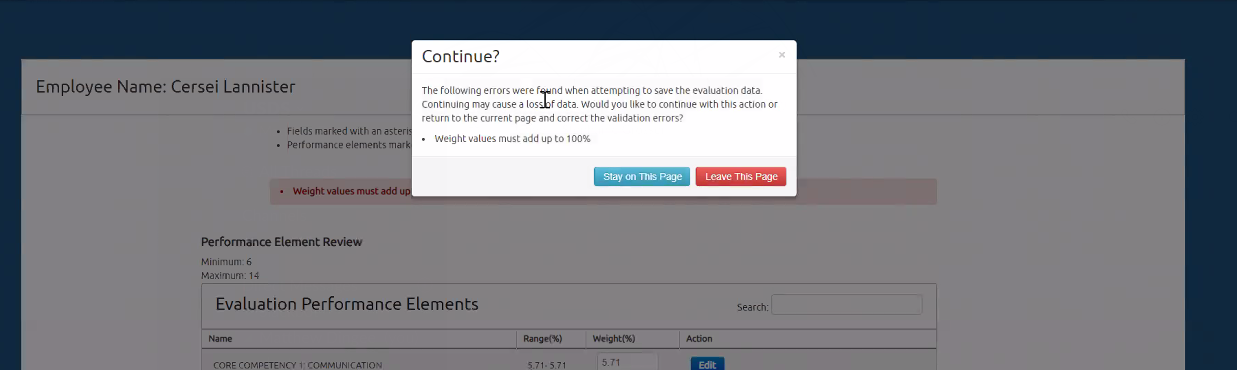 Continue?
×
The following errors were found when attempting to save the evaluation data.
Continuing may cause a loss of data. Would you like to continue with this action or
return to the current page and correct the validation errors?
• Weight values must add up to 100%
Stay on This Page
Leave This Page
Employee Name: Cersei Lannister
• Fields marked with an asteris
• Performance elements mark
• Weight values must add up
Performance Element Review
Minimum: 6
Maximum: 14
Evaluation Performance Elements
Search:
Name Range(%) Weight(%) Action
CORE COMPETENCY 1: COMMUNICATION 5.71- 5.71 5.71 Edit